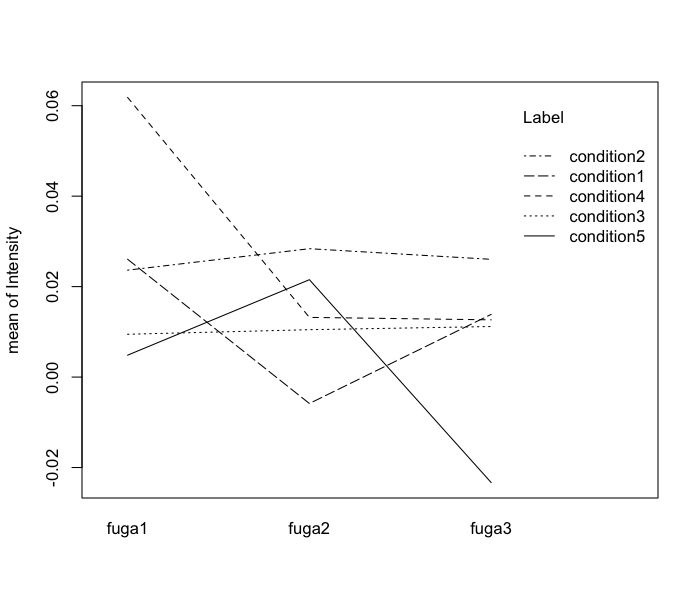 Label
condition2
condition1
condition4
condition3
condition5
mean of Intensity
0.06
0.04
0.02
0.00
-0.02
fuga1
fuga2
fuga3